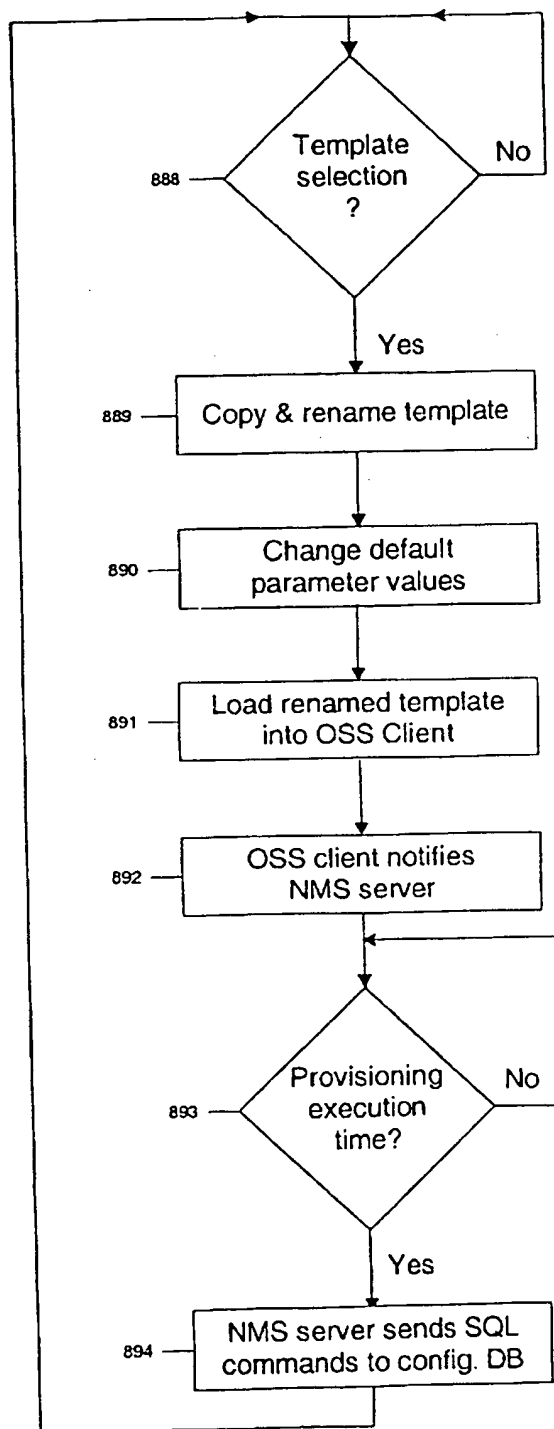 Template
selection
?
No
888
Yes
889
Copy & rename template
890
Change default
parameter values
891
Load renamed template
into OSS Client
892
OSS client notifies
NMS server
Provisioning
execution
time?
No
893
Yes
894
NMS server sends SQL
commands to config. DB